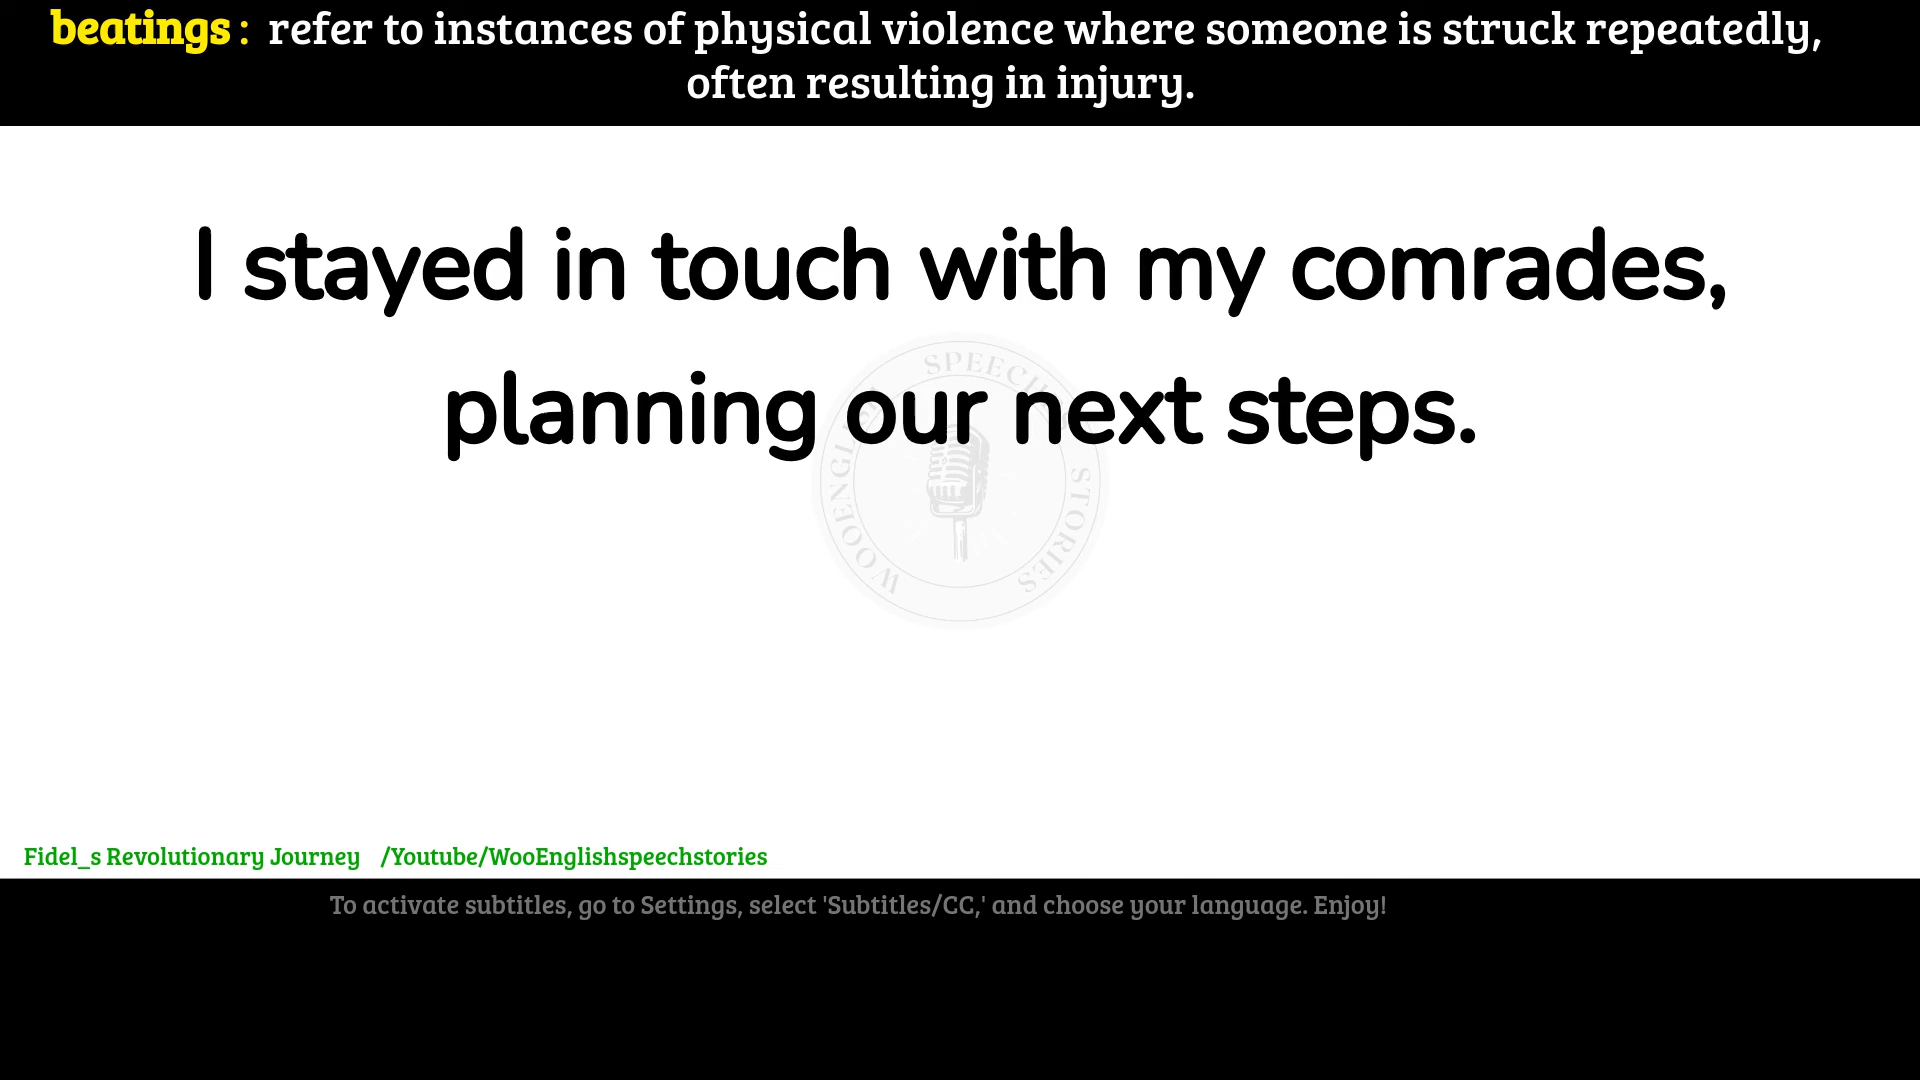 beatings : refer to instances of physical violence where someone is struck repeatedly,
often resulting in injury.
I stayed in touch with my comrades,
planning our next steps.
SPEECH
STORIES
Fidel_s Revolutionary Journey /Youtube/WooEnglishspeechstories
To activate subtitles, go to Settings, select 'Subtitles/CC,' and choose your language. Enjoy!